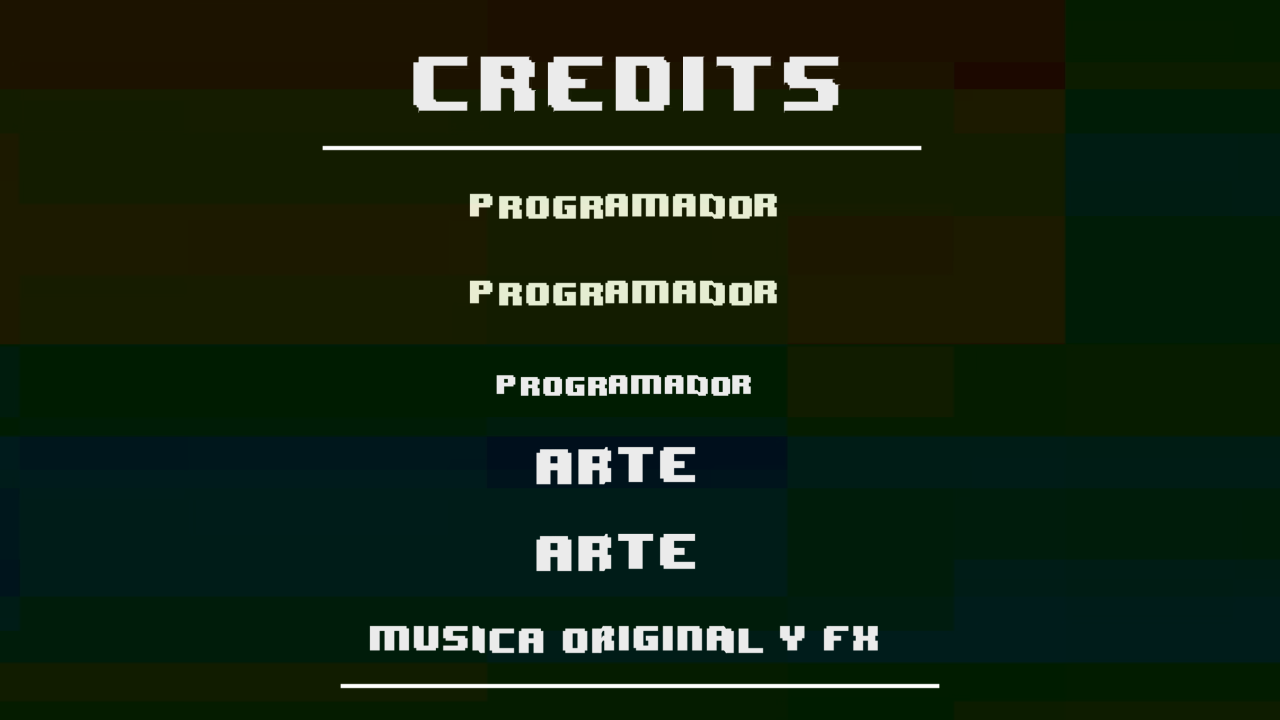 CREDITS
PROGRAMADOR
PROGRAMADOR
PROGRAMADOR
ARTE
ARTE
MUSICA ORIGINAL Y FX